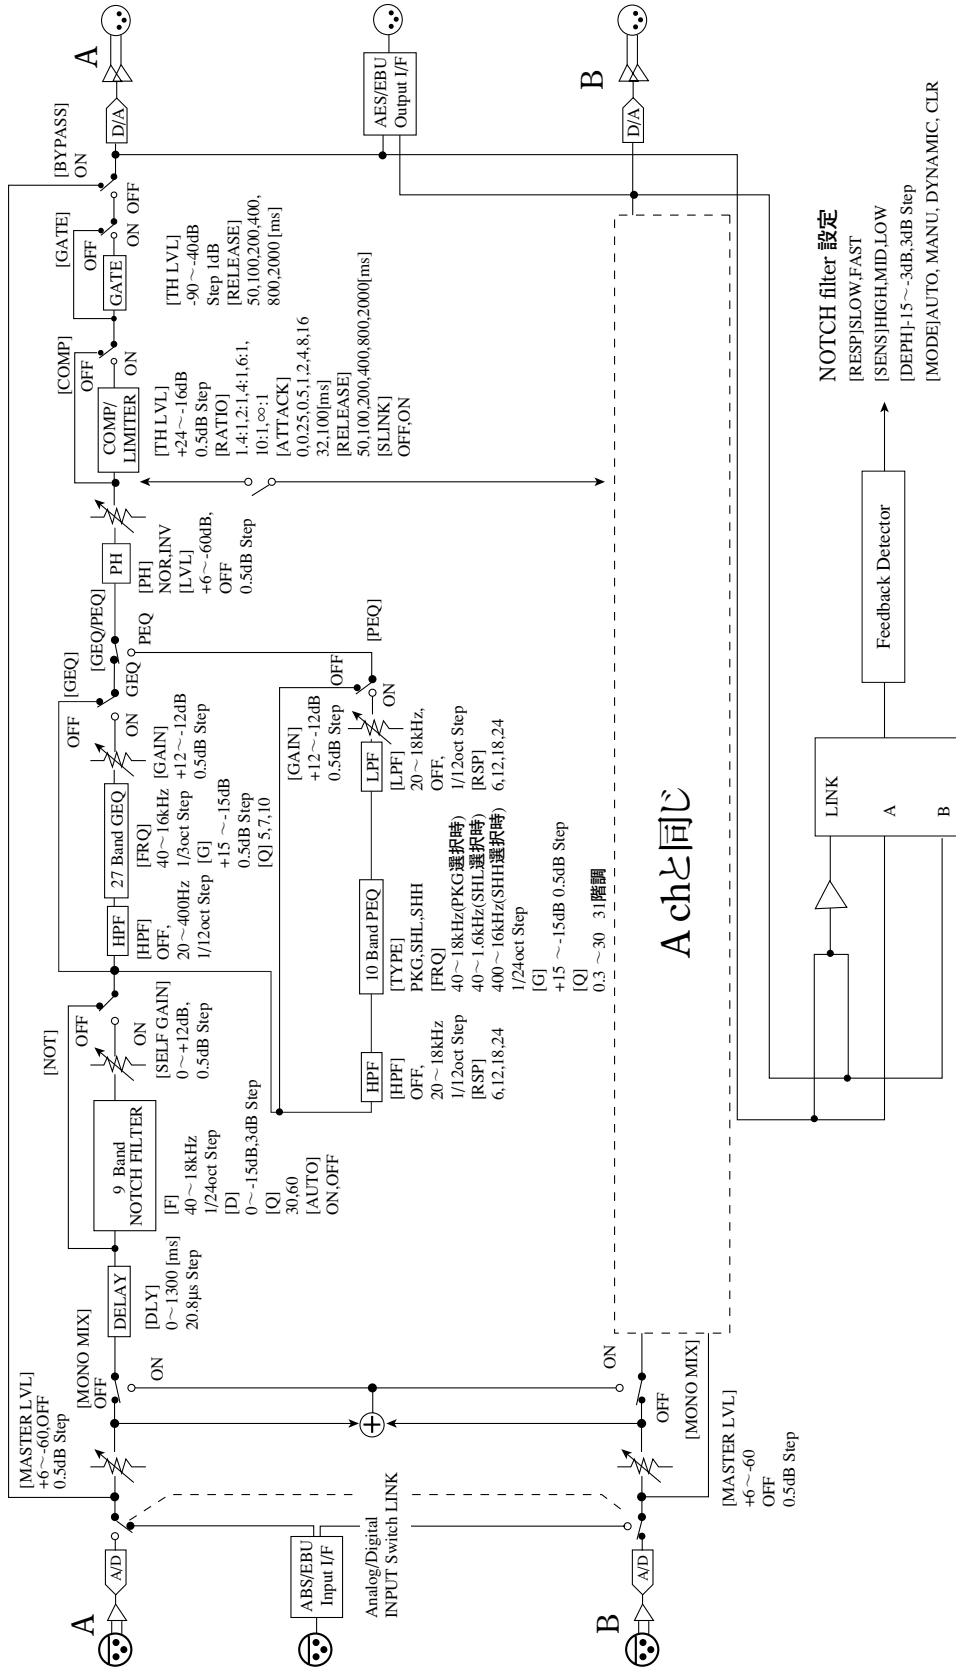 A
A/D
ABS/EBU
Input I/F
Analog/Digital
INPUT Switch LINK
B
A/D
[MASTER LVL]
+6～-60,OFF
0.5dB Step
[MONO MIX]
OFF
ON
DELAY
[DLY]
0～1300 [ms]
20.8μs Step
9 Band
NOTCH FILTER
[F]
40～18kHz
1/24oct Step
[D]
0～-15dB,3dB Step
[Q]
30,60
[AUTO]
ON,OFF
[NOT]
OFF
ON
[SELF GAIN]
0～+12dB,
0.5dB Step
HPF
[HPF]
OFF,
20～400Hz
1/12oct Step
27 Band GEQ
[FRQ]
40～16kHz
1/3oct Step
[G]
+15～-15dB
0.5dB Step
[Q] 5,7,10
[GAIN]
+12～-12dB
0.5dB Step
[GEQ]
OFF
ON
[GEQ/PEQ]
GEQ
PEQ
PH
[PH]
NOR,INV
[LVL]
+6～-60dB,
OFF
0.5dB Step
COMP/
LIMITER
[TH LVL]
+24～-16dB
0.5dB Step
[RATIO]
1.4:1,2:1,4:1,6:1,
10:1,∞:1
[ATTACK]
0,0.25,0.5,1,2,4,8,16
32,100[ms]
[RELEASE]
50,100,200,400,800,2000[ms]
[SLINK]
OFF,ON
[COMP]
OFF
ON
GATE
[GATE]
OFF
ON
[TH LVL]
-90～-40dB
Step 1dB
[RELEASE]
50,100,200,400,
800,2000 [ms]
[BYPASS]
ON
OFF
D/A
A
AES/EBU
Output I/F
D/A
B
HPF
[HPF]
OFF,
20～18kHz
1/12oct Step
[RSP]
6,12,18,24
10 Band PEQ
[TYPE]
PKG,SHL,SHH
[FRQ]
40～18kHz(PKG選択時)
40～1.6kHz(SHL選択時)
400～16kHz(SHH選択時)
1/24oct Step
[G]
+15 ～-15dB 0.5dB Step
[Q]
0.3 ～30 31階調
LPF
[LPF]
20～18kHz,
OFF,
1/12oct Step
[RSP]
6,12,18,24
[GAIN]
+12～-12dB
0.5dB Step
OFF
ON
[PEQ]
ON
OFF
[MONO MIX]
[MASTER LVL]
+6～-60
OFF
0.5dB Step
A chと同じ
LINK
A
B
Feedback Detector
NOTCH filter 設定
[RESP]SLOW,FAST
[SENS]HIGH,MID,LOW
[DEPH]-15～-3dB,3dB Step
[MODE]AUTO, MANU, DYNAMIC, CLR